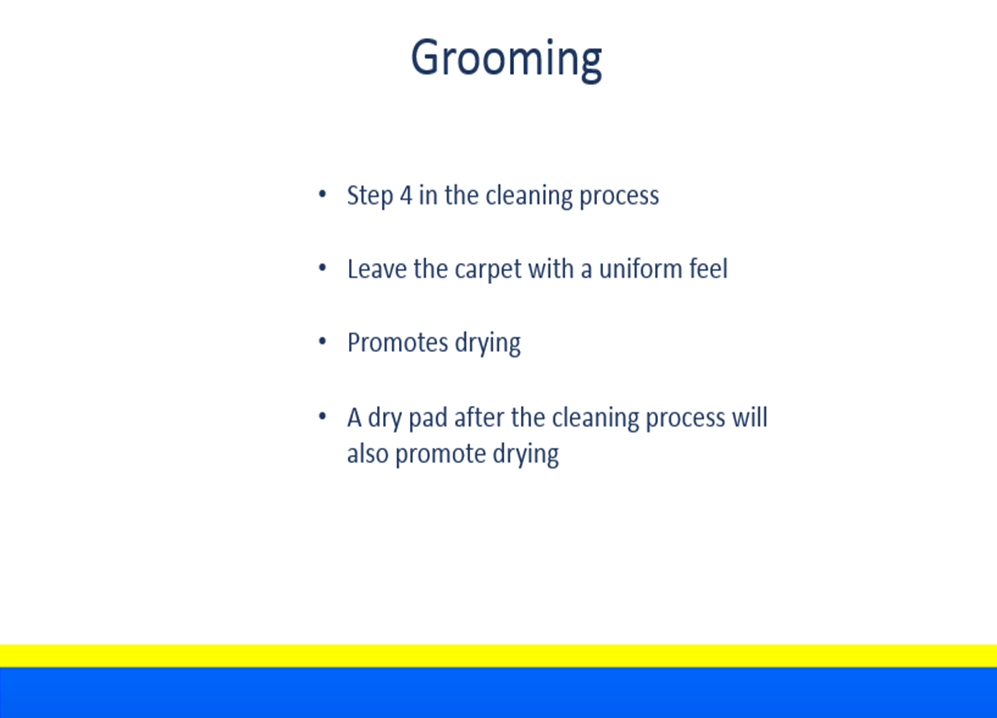 Grooming
• Step 4 in the cleaning process
• Leave the carpet with a uniform feel
• Promotes drying
• A dry pad after the cleaning process will
also promote drying